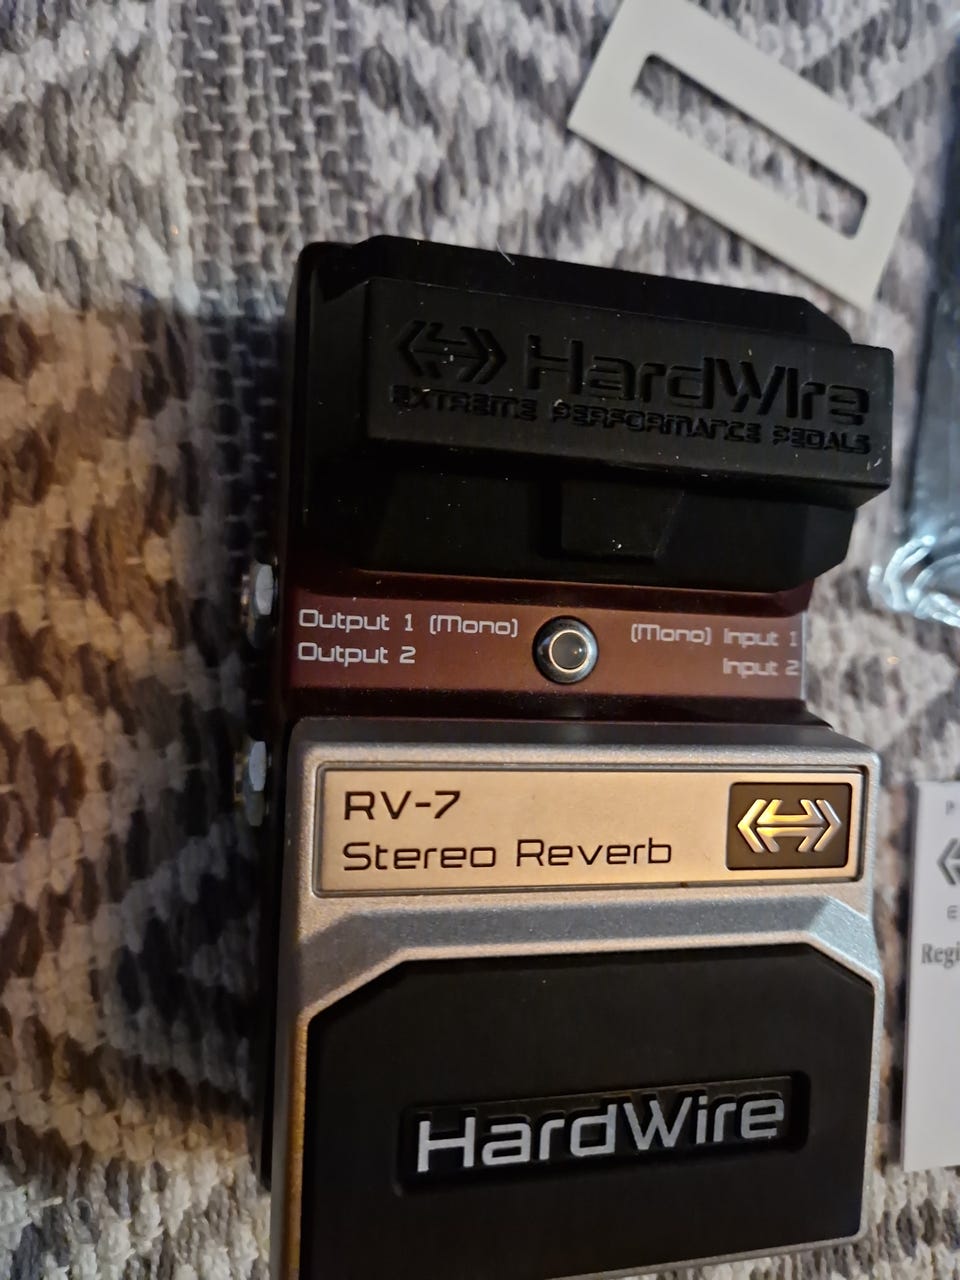 HardWire
EXTREME PERFORMANCE PEDALS
Output 1 (Mono)
Output 2
(Mono) Input 1
Input 2
RV-7
Stereo Reverb
HardWire
P
E
Regi